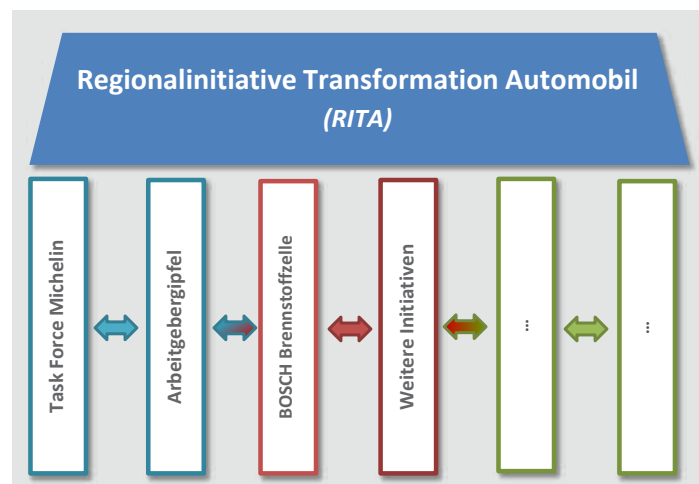 Regionalinitiative Transformation Automobil
(RITA)
Task Force Michelin
Arbeitgebergipfel
BOSCH Brennstoffzelle
Weitere Initiativen
...
...